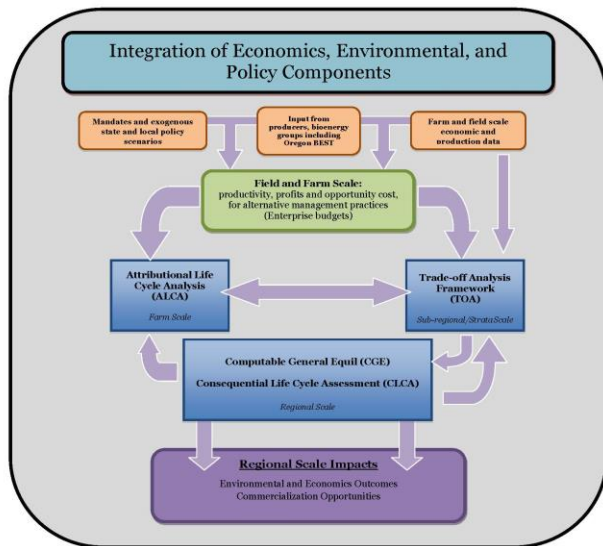 Integration of Economics, Environmental, and
Policy Components
Mandates and exogenous
state and local policy
scenarios
Input from
producers, bioenergy
groups including
Oregon BEST
Farm and field scale
economic and
production data
Field and Farm Scale:
productivity, profits and opportunity cost,
for alternative management practices
(Enterprise budgets)
Attributional Life
Cycle Analysis
(ALCA)
Farm Scale
Trade-off Analysis
Framework
(TOA)
Sub-regional/Strata Scale
Computable General Equil (CGE)
Consequential Life Cycle Assessment (CLCA)
Regional Scale
Regional Scale Impacts
Environmental and Economics Outcomes
Commercialization Opportunities